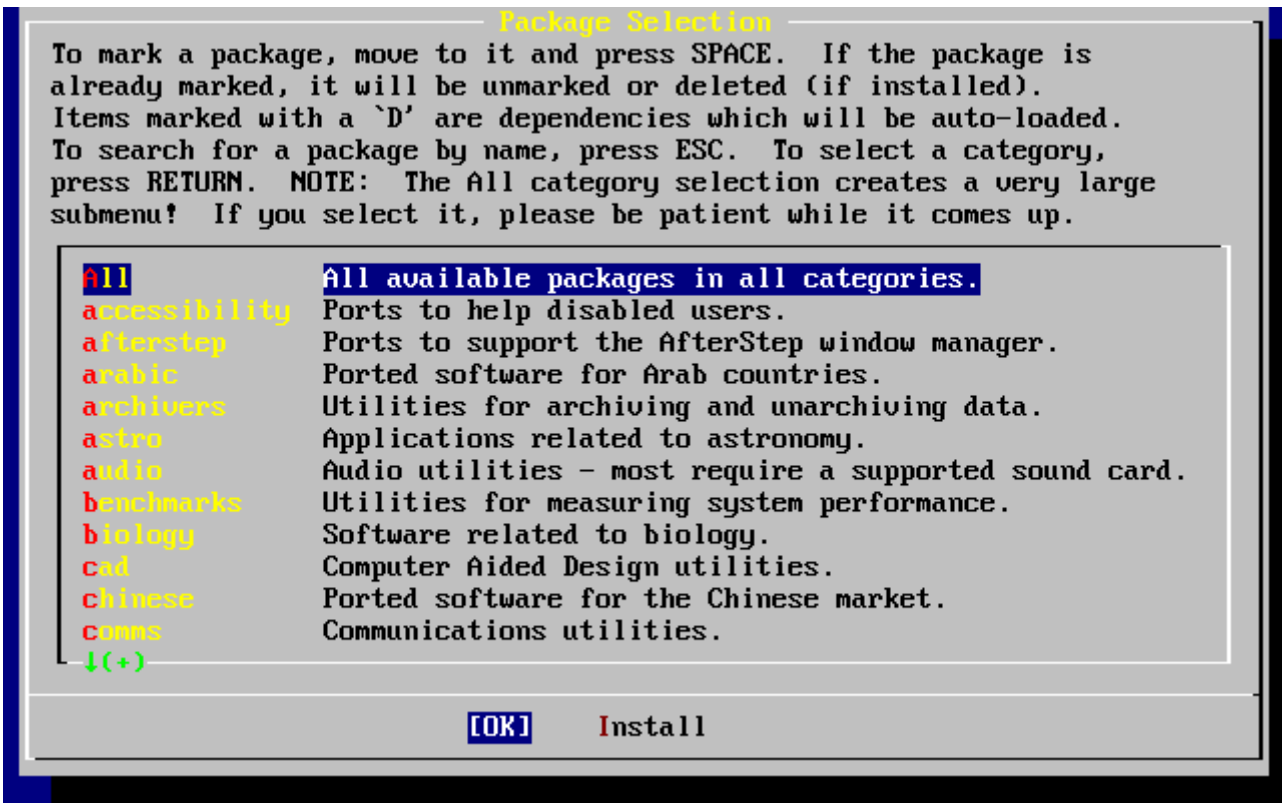 Package Selection
To mark a package, move to it and press SPACE.  If the package is
already marked, it will be unmarked or deleted (if installed).
Items marked with a `D' are dependencies which will be auto-loaded.
To search for a package by name, press ESC.  To select a category,
press RETURN.  NOTE:  The All category selection creates a very large
submenu!  If you select it, please be patient while it comes up.
All All available packages in all categories.
accessibility Ports to help disabled users.
afterstep Ports to support the AfterStep window manager.
arabic Ported software for Arab countries.
archivers Utilities for archiving and unarchiving data.
astro Applications related to astronomy.
audio Audio utilities - most require a supported sound card.
benchmarks Utilities for measuring system performance.
biology Software related to biology.
cad Computer Aided Design utilities.
chinese Ported software for the Chinese market.
comms Communications utilities.
↓(+)
[OK] Install